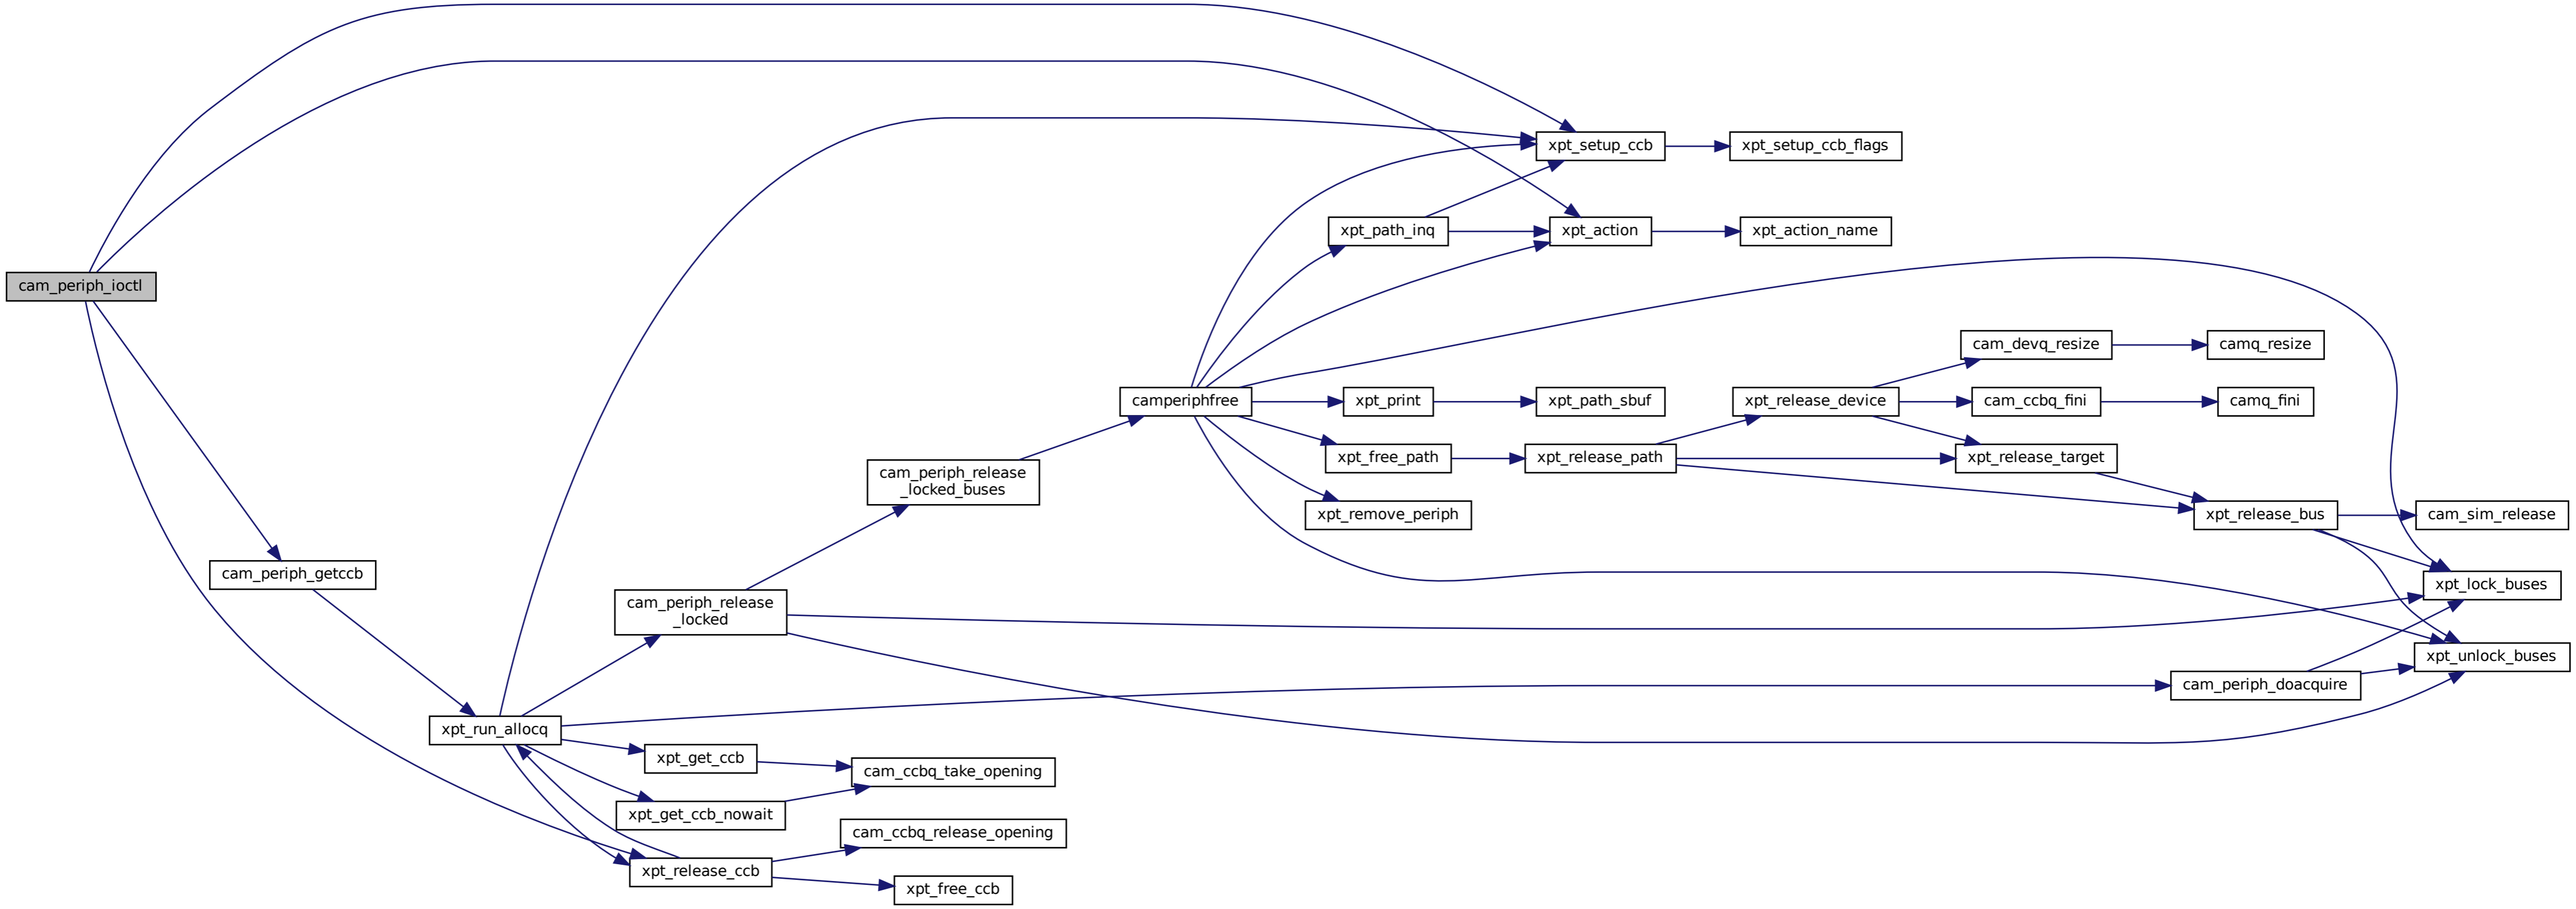 cam_periph_ioctl
cam_periph_getccb
xpt_run_allocq
cam_periph_release
_locked
xpt_get_ccb
xpt_get_ccb_nowait
xpt_release_ccb
cam_periph_release
_locked_buses
cam_ccbq_take_opening
cam_ccbq_release_opening
xpt_free_ccb
camperiphfree
xpt_path_inq
xpt_print
xpt_free_path
xpt_remove_periph
xpt_setup_ccb
xpt_action
xpt_path_sbuf
xpt_release_path
xpt_setup_ccb_flags
xpt_action_name
xpt_release_device
cam_devq_resize
cam_ccbq_fini
xpt_release_target
camq_resize
camq_fini
xpt_release_bus
cam_periph_doacquire
cam_sim_release
xpt_lock_buses
xpt_unlock_buses